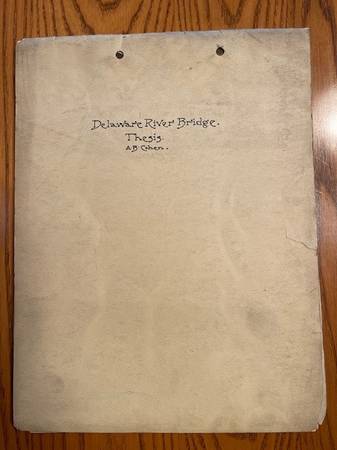 Delaware River Bridge.
Thesis.
A.B. Cohen.